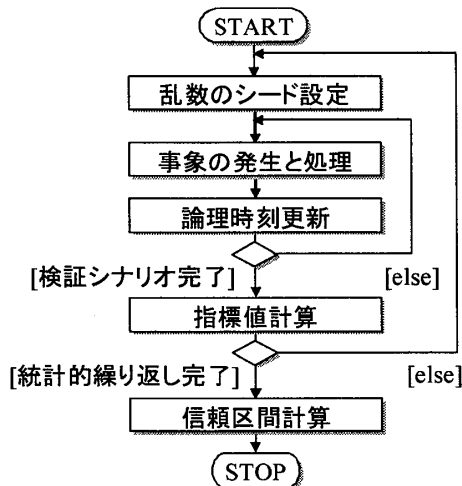 START
乱数のシード設定
事象の発生と処理
論理時刻更新
[検証シナリオ完了]
[else]
指標値計算
[統計的繰り返し完了]
[else]
信頼区間計算
STOP